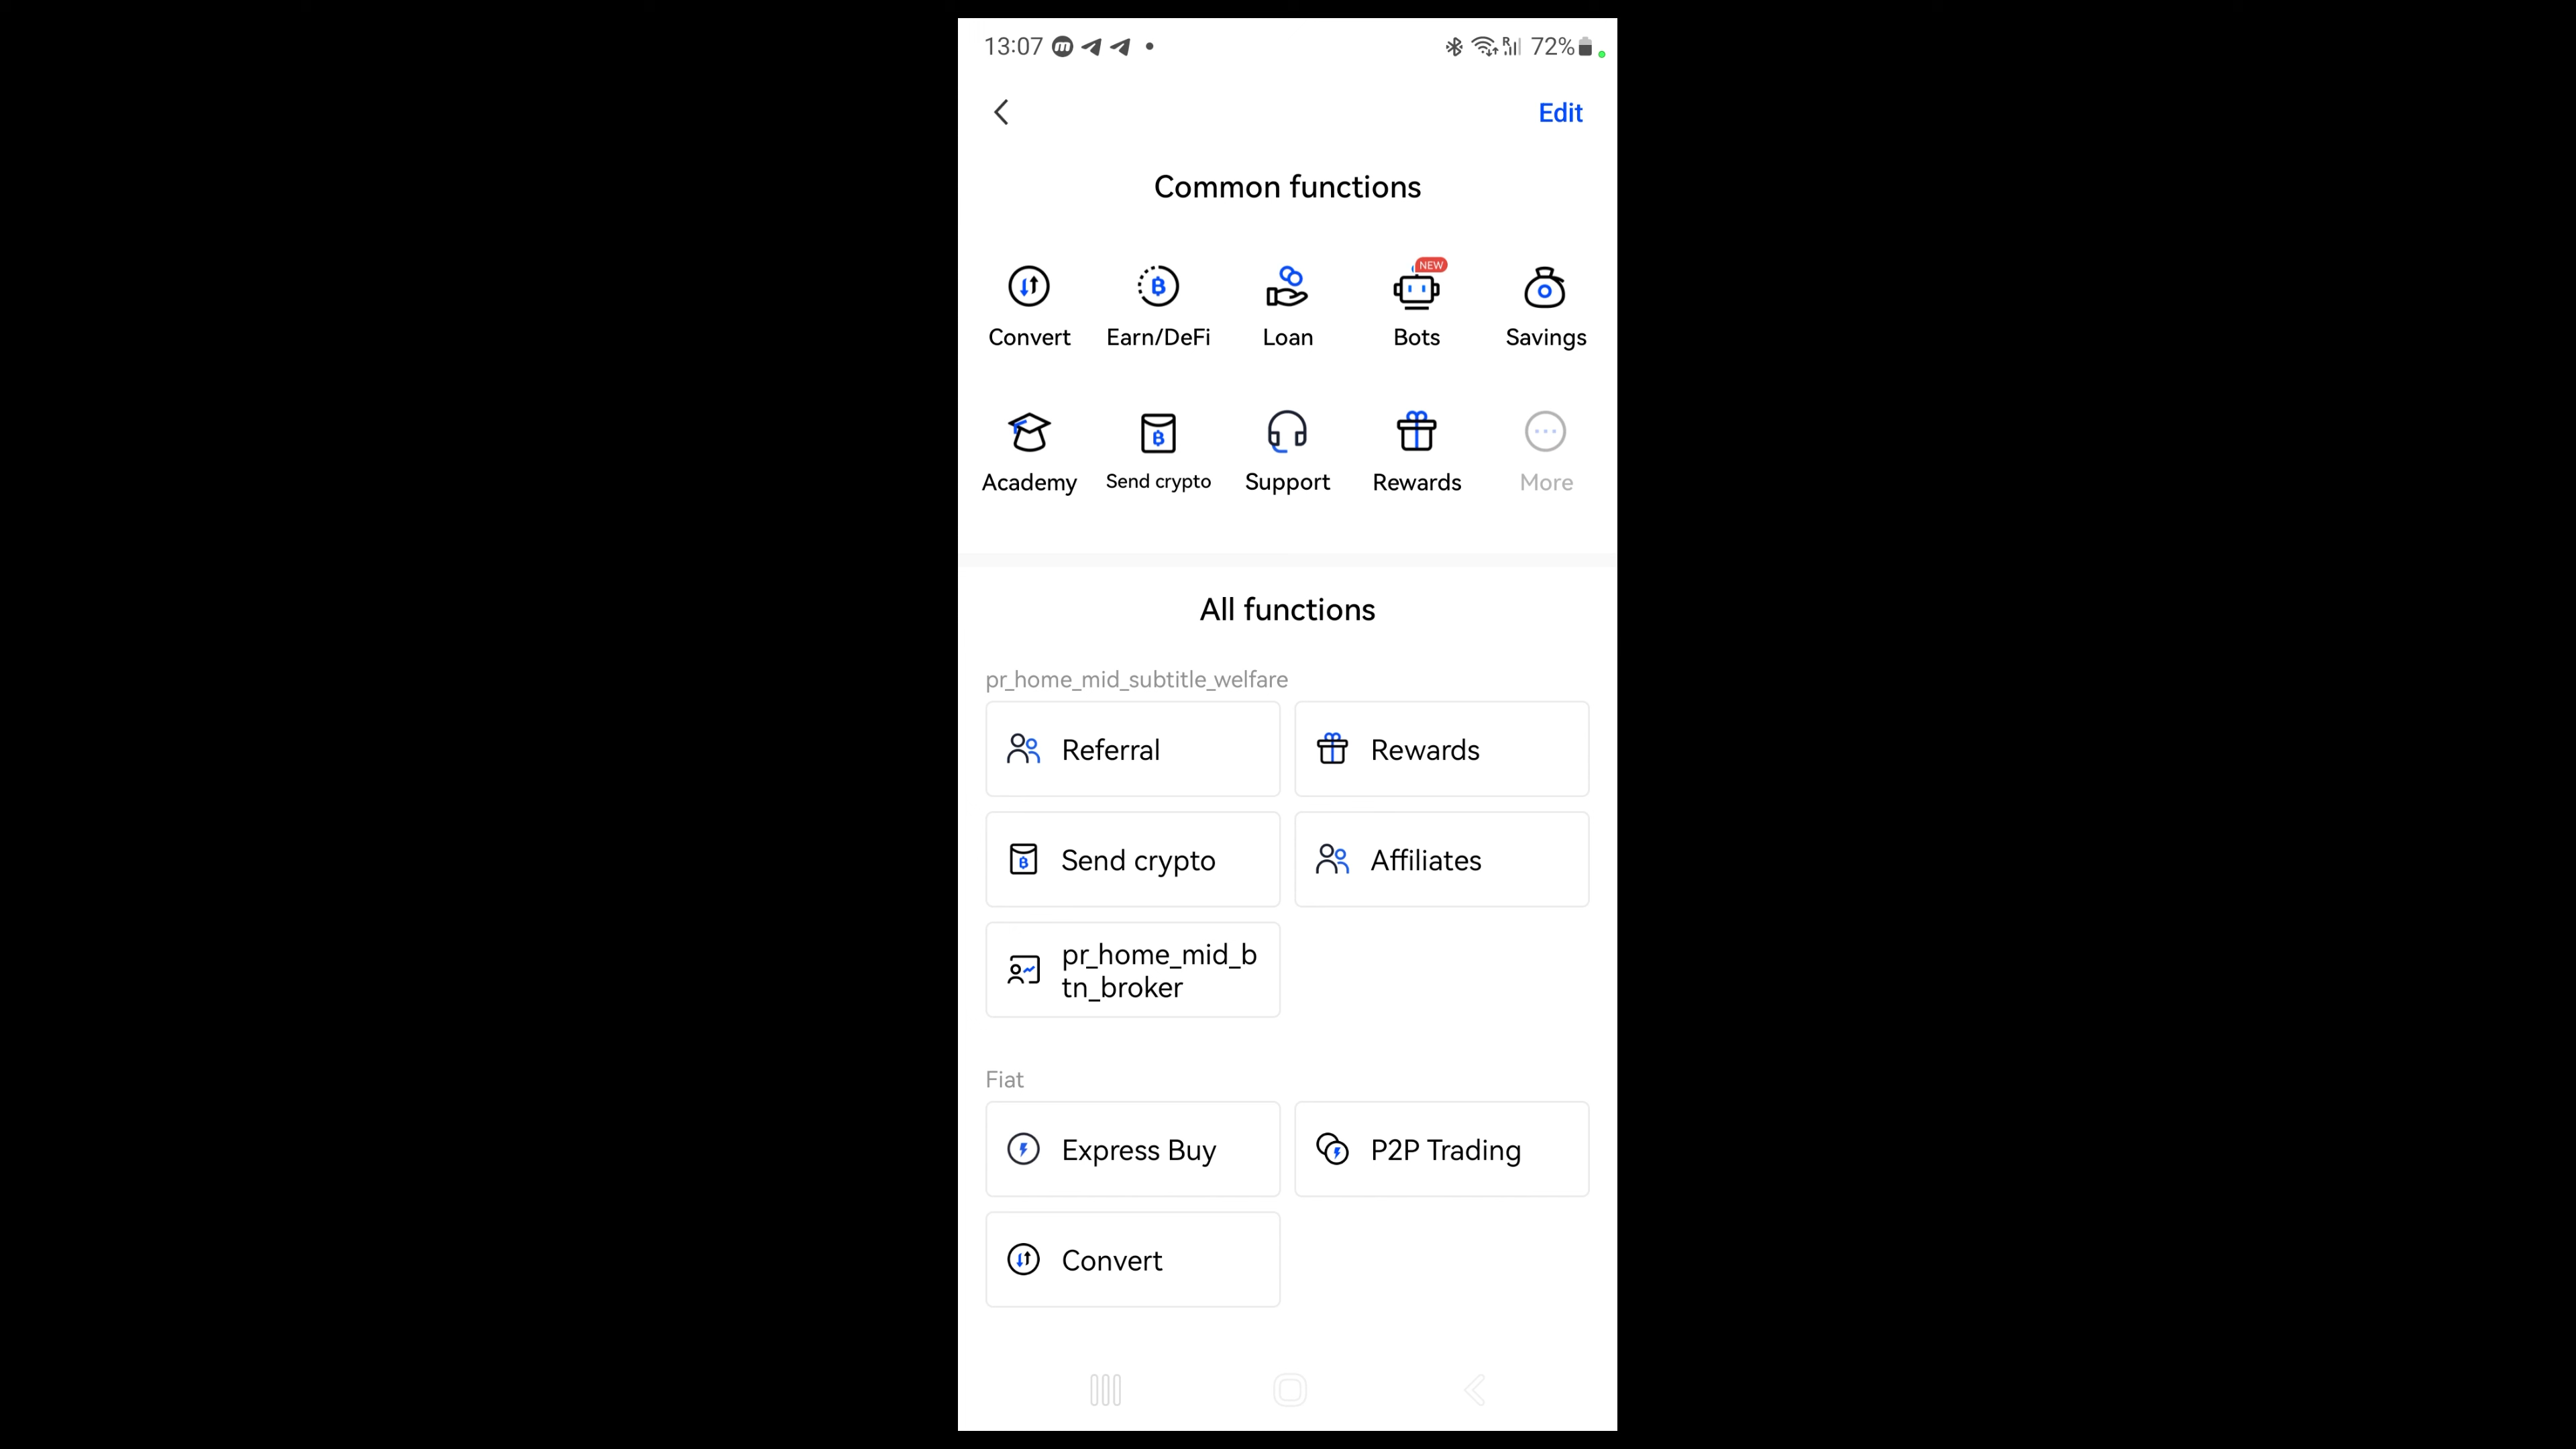 13:07
72%
Edit
Common functions
NEW
Convert Earn/DeFi Loan Bots Savings
Academy Send crypto Support Rewards More
All functions
pr_home_mid_subtitle_welfare
Referral Rewards
Send crypto Affiliates
pr_home_mid_b
tn_broker
Fiat
Express Buy P2P Trading
Convert